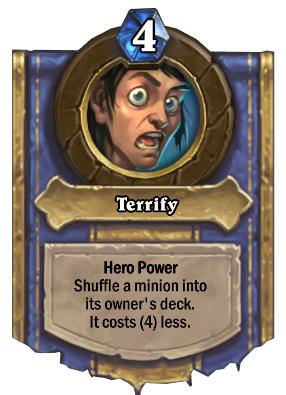 4
Terrify
Hero Power
Shuffle a minion into
its owner's deck.
It costs (4) less.